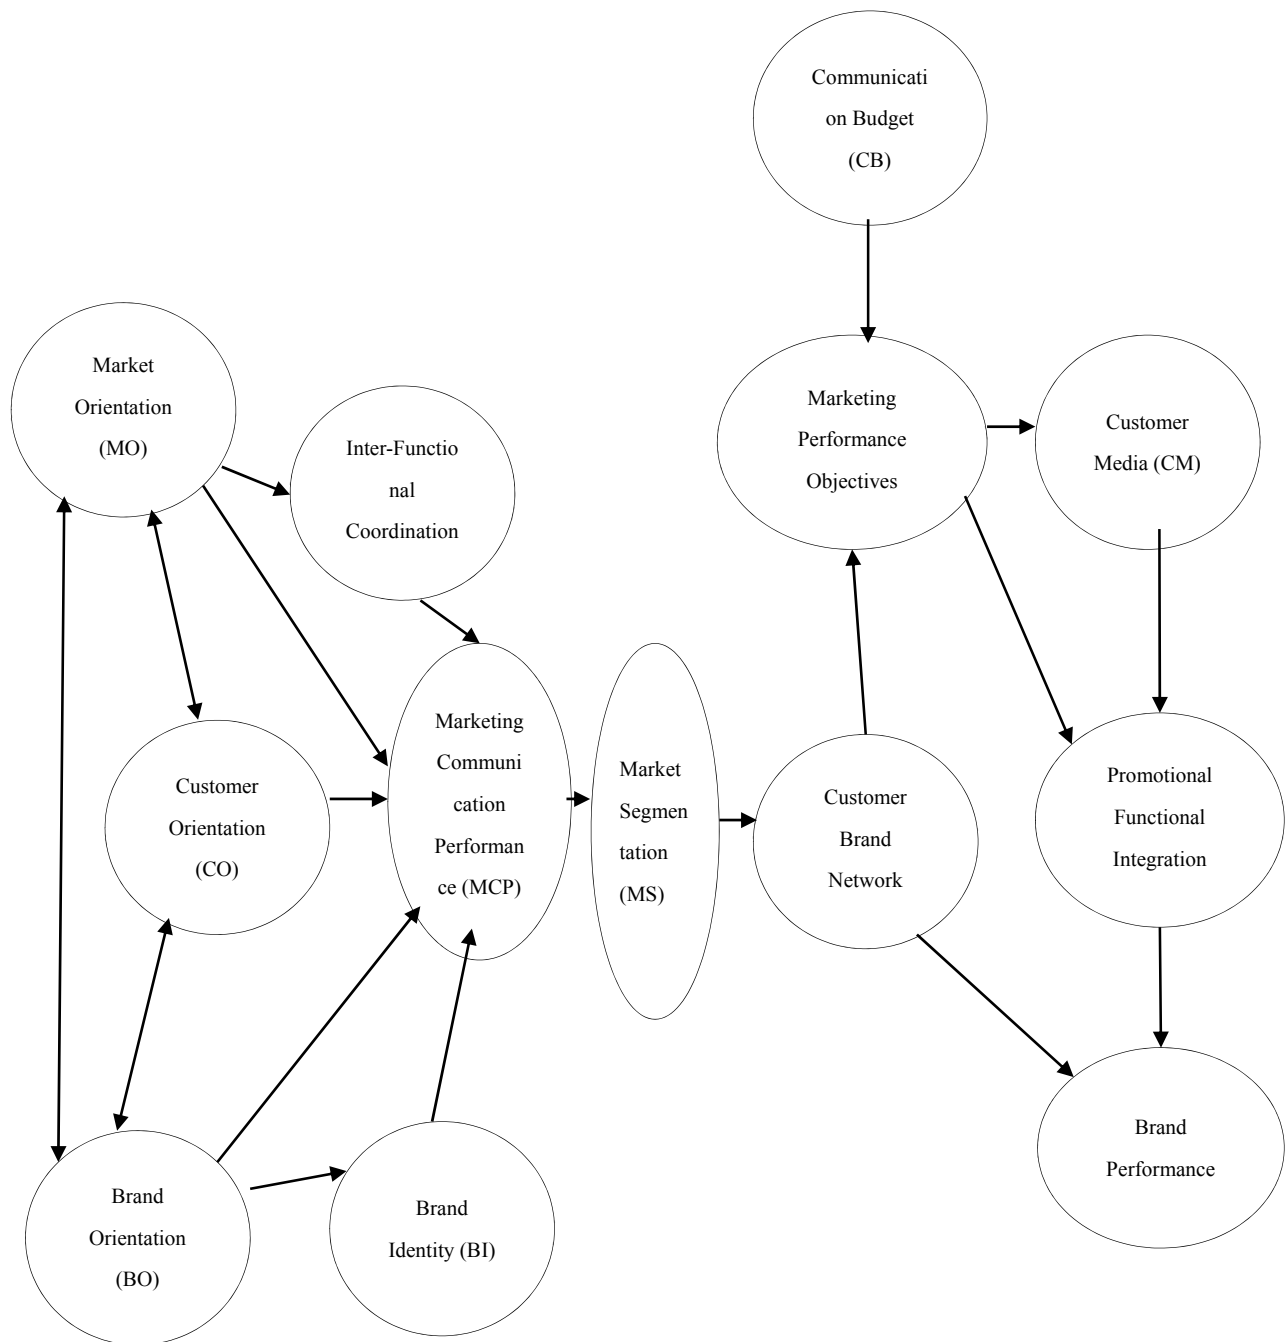 Communicati
on Budget
(CB)
Market
Orientation
(MO)
Inter-Functio
nal
Coordination
Marketing
Performance
Objectives
Customer
Media (CM)
Customer
Orientation
(CO)
Marketing
Communi
cation
Performan
ce (MCP)
Market
Segmen
tation
(MS)
Customer
Brand
Network
Promotional
Functional
Integration
Brand
Orientation
(BO)
Brand
Identity (BI)
Brand
Performance